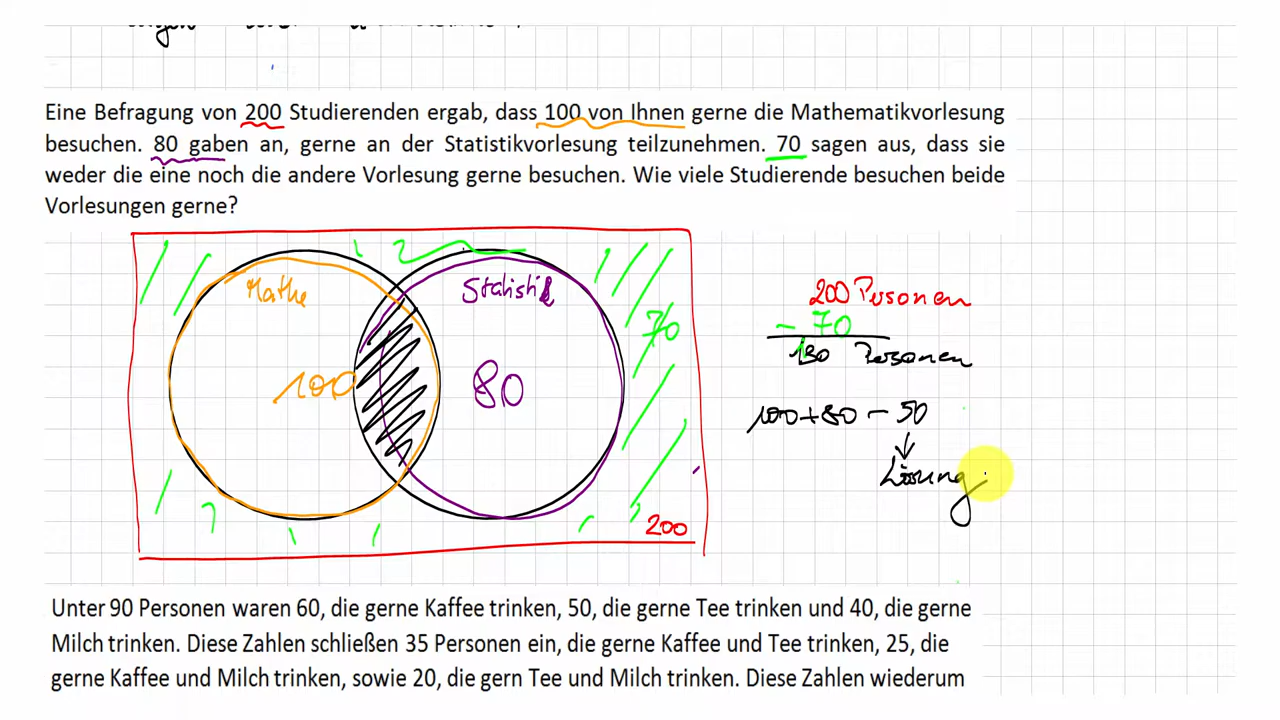 Eine Befragung von 200 Studierenden ergab, dass 100 von Ihnen gerne die Mathematikvorlesung
besuchen. 80 gaben an, gerne an der Statistikvorlesung teilzunehmen. 70 sagen aus, dass sie
weder die eine noch die andere Vorlesung gerne besuchen. Wie viele Studierende besuchen beide
Vorlesungen gerne?
Mathe
Statistik
100
80
70
200
200 Personen
- 70
130 Personen
100+80 - 50
Lösung
Unter 90 Personen waren 60, die gerne Kaffee trinken, 50, die gerne Tee trinken und 40, die gerne
Milch trinken. Diese Zahlen schließen 35 Personen ein, die gerne Kaffee und Tee trinken, 25, die
gerne Kaffee und Milch trinken, sowie 20, die gern Tee und Milch trinken. Diese Zahlen wiederum